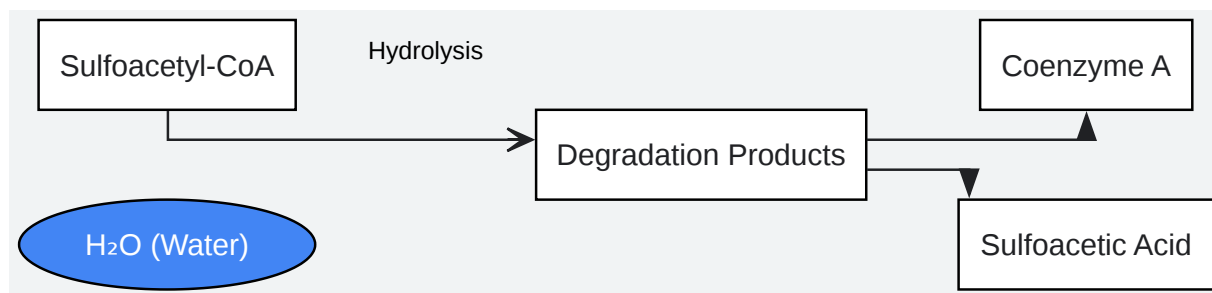 Sulfoacetyl-CoA
Hydrolysis
Coenzyme A
Degradation Products
H₂O (Water)
Sulfoacetic Acid